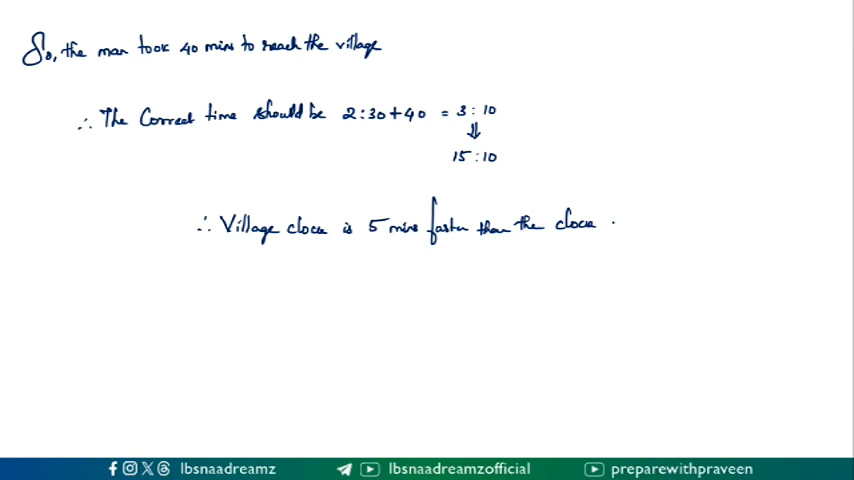 So, the man took 40 mins to reach the village
∴ The Correct time should be 2:30+40 = 3:10
⇓
15:10
∴ Village clock is 5 mins faster than the clock.
lbsnaadreamz lbsnaadreamzofficial preparewithpraveen